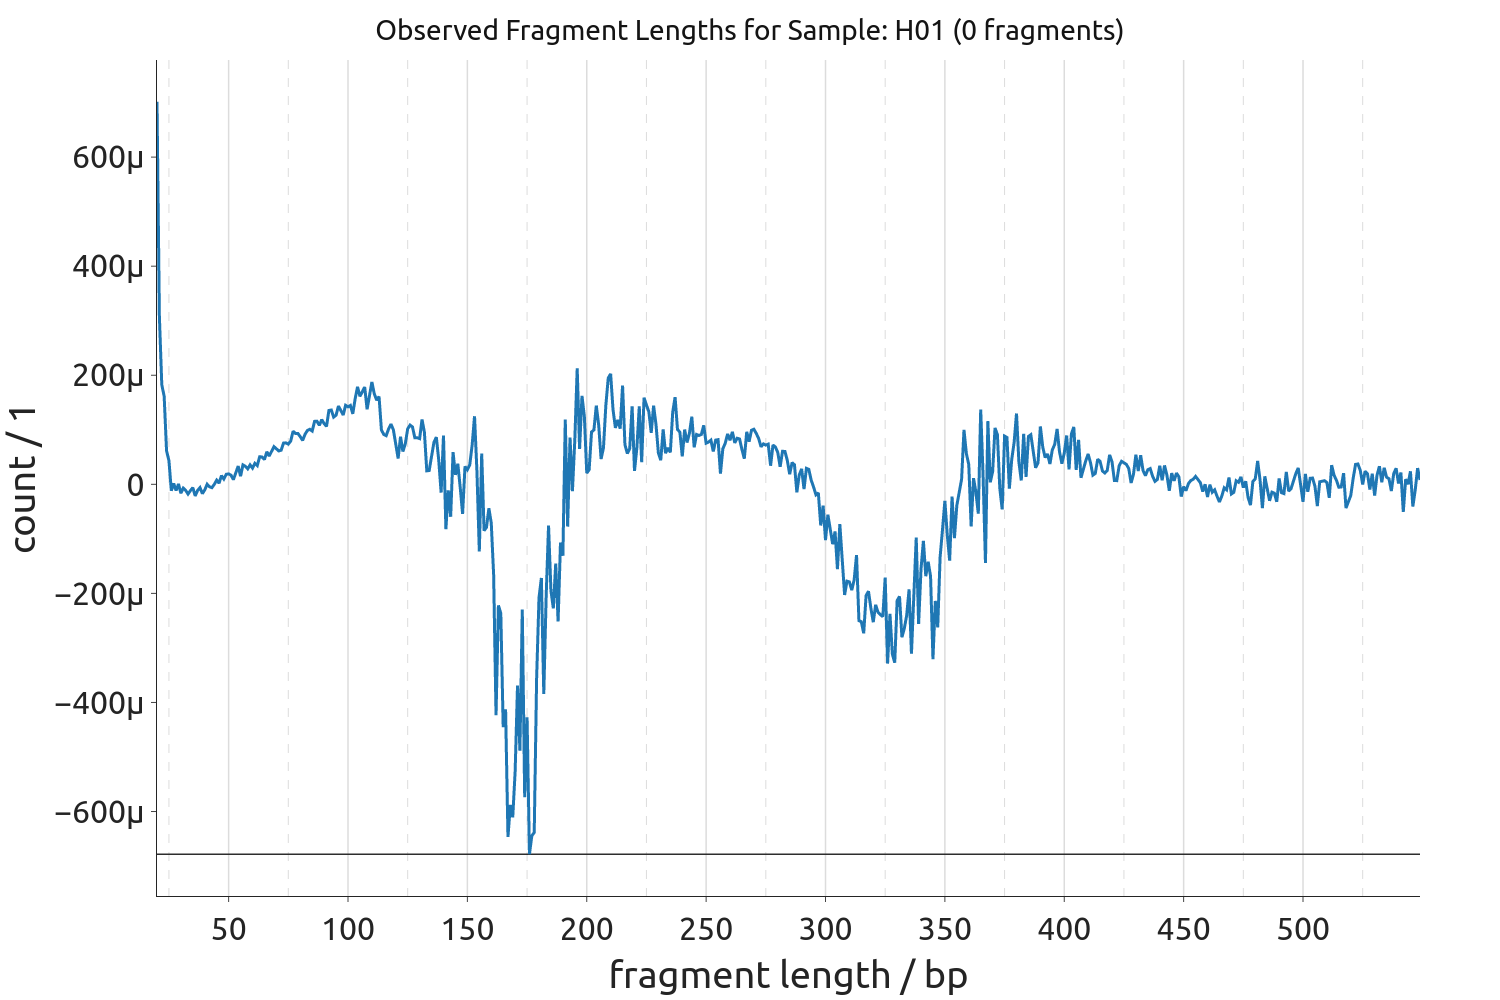 Observed Fragment Lengths for Sample: H01 (0 fragments)
600µ
400µ
200µ
0
−200µ
−400µ
−600µ
count / 1
50 100 150 200 250 300 350 400 450 500
fragment length / bp